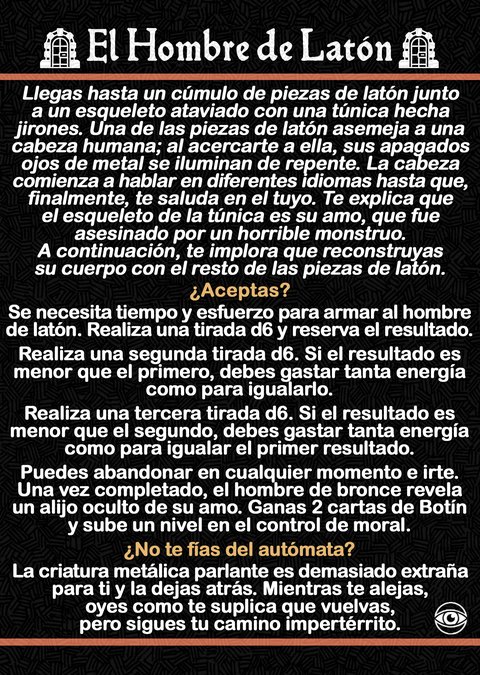 El Hombre de Latón
Llegas hasta un cúmulo de piezas de latón junto
a un esqueleto ataviado con una túnica hecha
jirones. Una de las piezas de latón asemeja a una
cabeza humana; al acercarte a ella, sus apagados
ojos de metal se iluminan de repente. La cabeza
comienza a hablar en diferentes idiomas hasta que,
finalmente, te saluda en el tuyo. Te explica que
el esqueleto de la túnica es su amo, que fue
asesinado por un horrible monstruo.
A continuación, te implora que reconstruyas
su cuerpo con el resto de las piezas de latón.
¿Aceptas?
Se necesita tiempo y esfuerzo para armar al hombre
de latón. Realiza una tirada d6 y reserva el resultado.
Realiza una segunda tirada d6. Si el resultado es
menor que el primero, debes gastar tanta energía
como para igualarlo.
Realiza una tercera tirada d6. Si el resultado es
menor que el segundo, debes gastar tanta energía
como para igualar el primer resultado.
Puedes abandonar en cualquier momento e irte.
Una vez completado, el hombre de bronce revela
un alijo oculto de su amo. Ganas 2 cartas de Botín
y sube un nivel en el control de moral.
¿No te fías del autómata?
La criatura metálica parlante es demasiado extraña
para ti y la dejas atrás. Mientras te alejas,
oyes como te suplica que vuelvas,
pero sigues tu camino impertérrito.